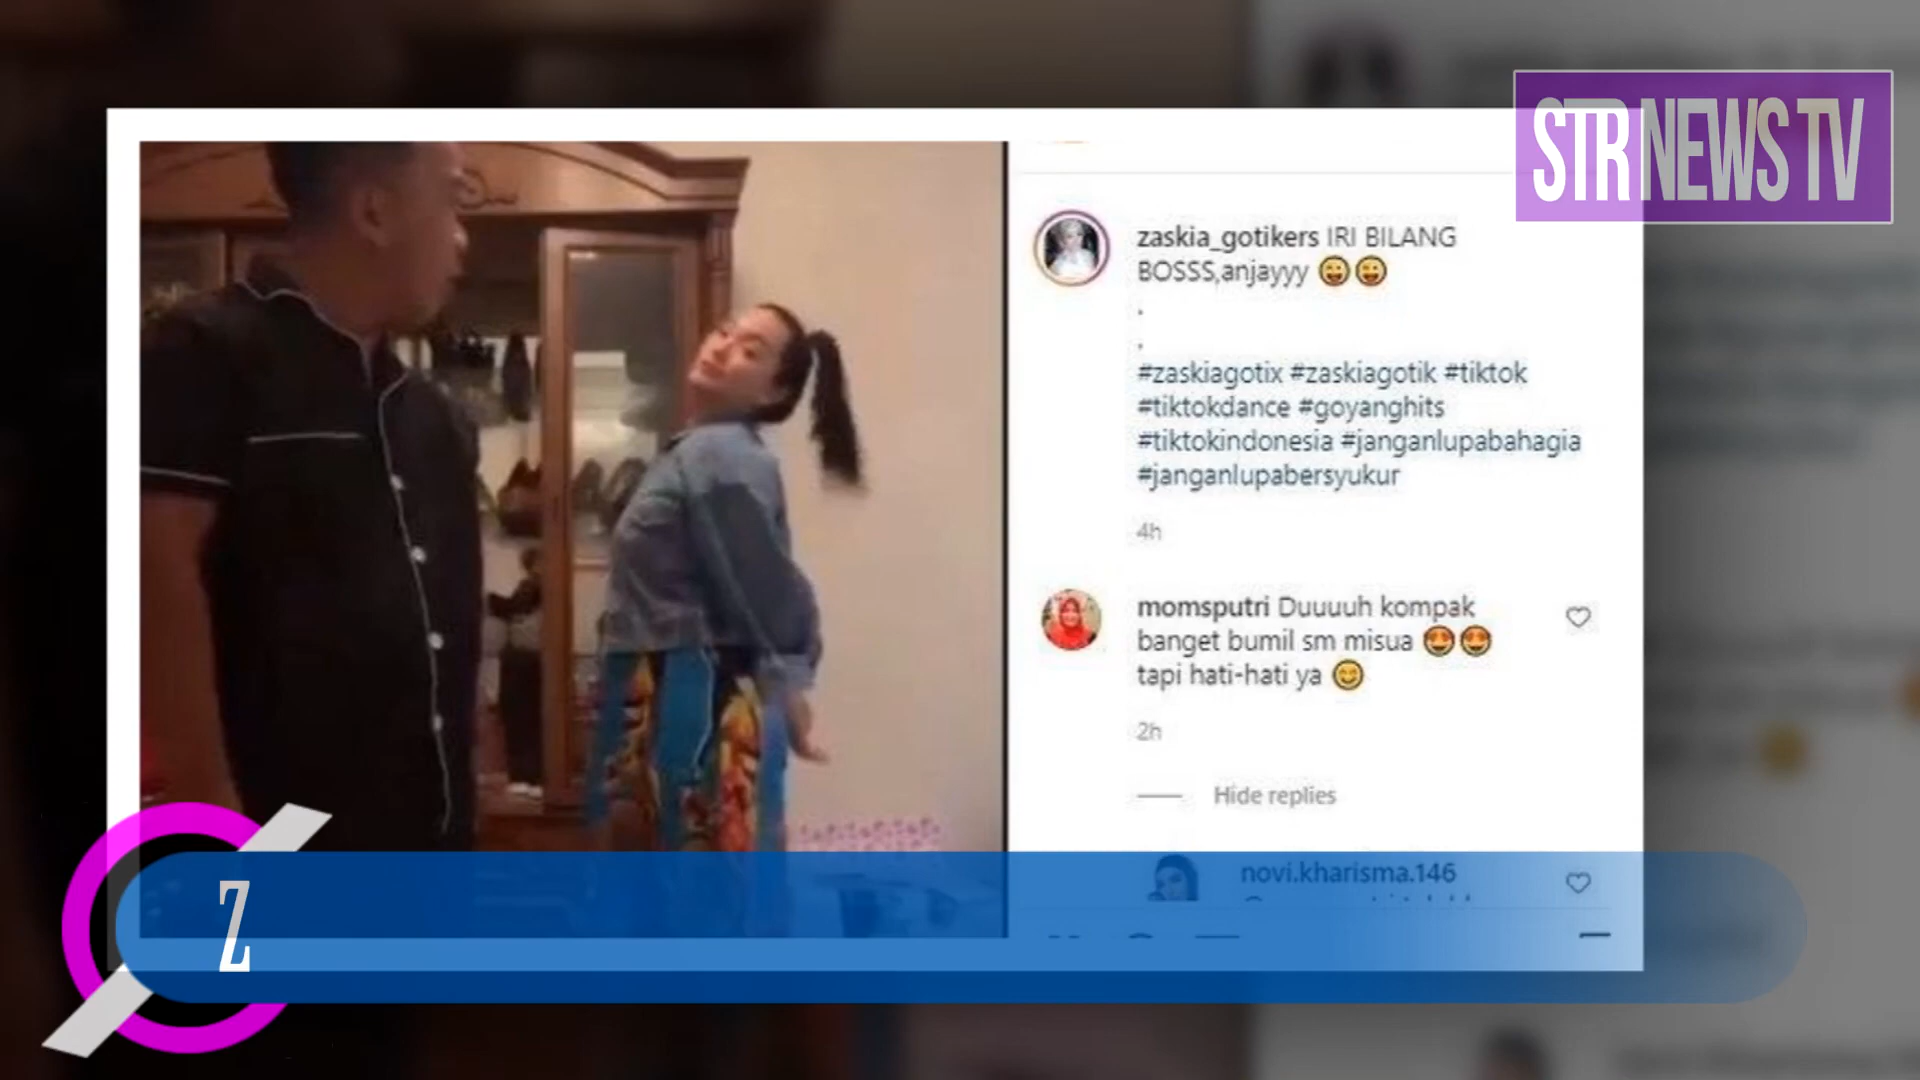 STR NEWS TV
zaskia_gotikers IRI BILANG
BOSSS,anjayyy 😜😜
.
.
#zaskiagotix #zaskiagotik #tiktok
#tiktokdance #goyanghits
#tiktokindonesia #janganlupabahagia
#janganlupabersyukur
4h
momsputri Duuuuh kompak
banget bumil sm misua 🤩🤩
tapi hati-hati ya 😊
2h
Hide replies
novi.kharisma.146
Z